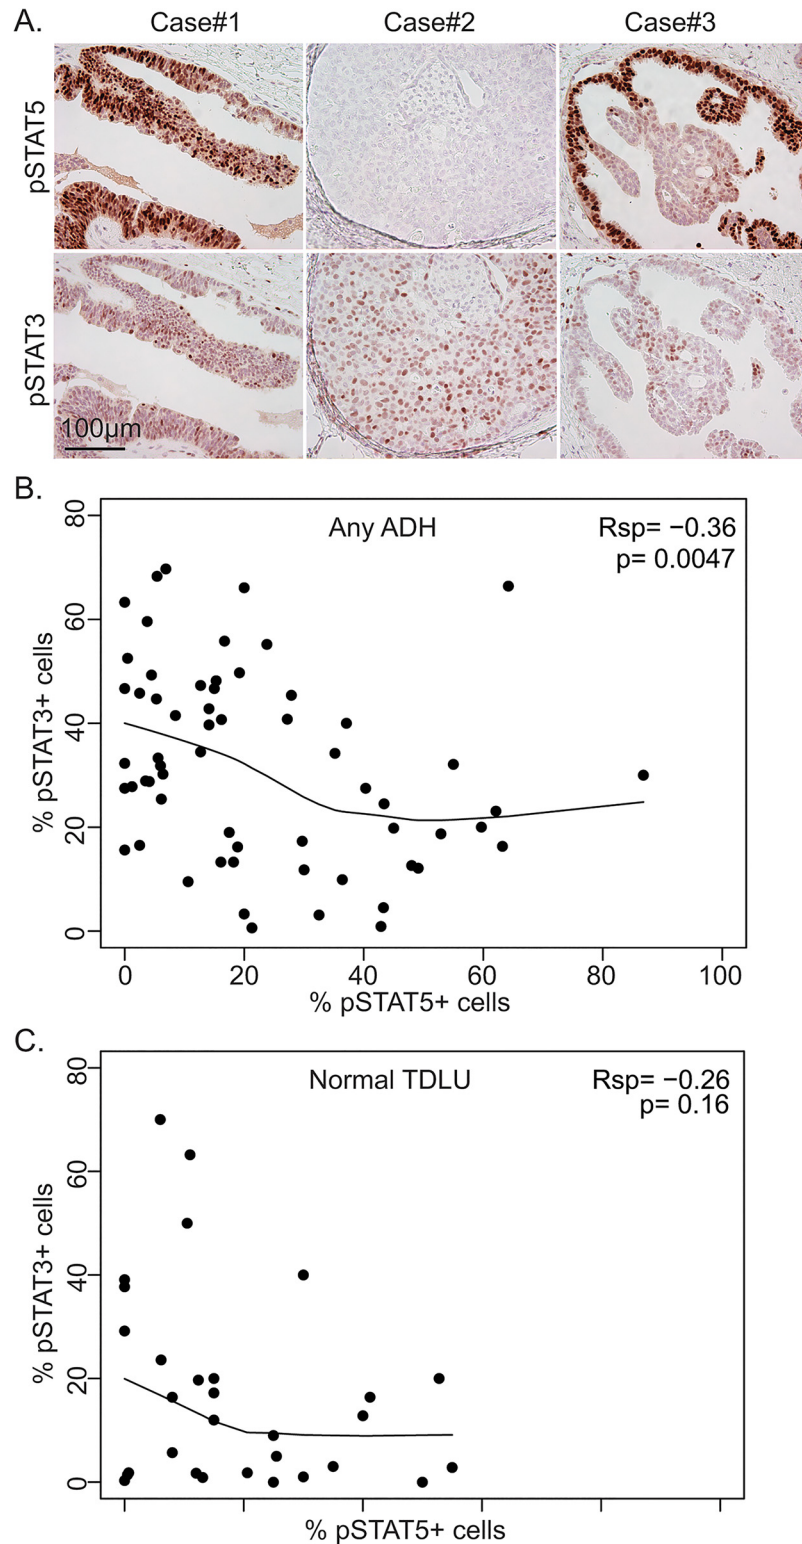 A.
Case#1 Case#2 Case#3
pSTAT5
pSTAT3
100µm
B.
Any ADH
Rsp= −0.36
p= 0.0047
% pSTAT3+ cells
80
60
40
20
0
0 20 40 60 80 100
% pSTAT5+ cells
C.
Normal TDLU
Rsp= −0.26
p= 0.16
% pSTAT3+ cells
80
60
40
20
0
% pSTAT5+ cells